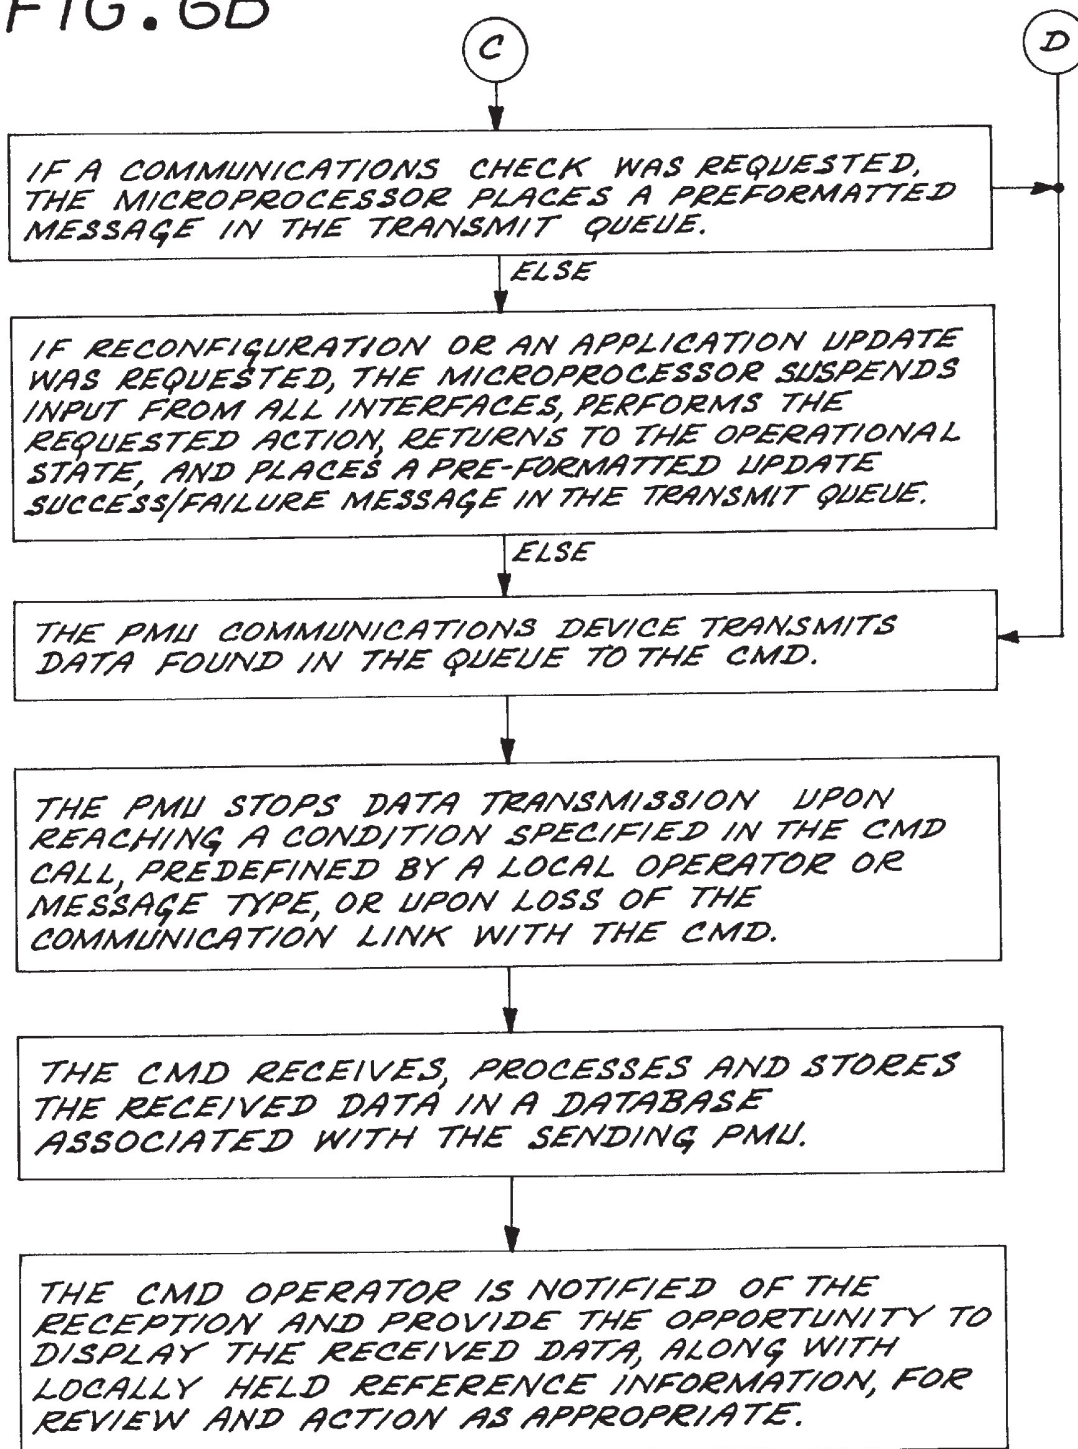 FIG. 6B
C
D
IF A COMMUNICATIONS CHECK WAS REQUESTED,
THE MICROPROCESSOR PLACES A PREFORMATTED
MESSAGE IN THE TRANSMIT QUEUE.
ELSE
IF RECONFIGURATION OR AN APPLICATION UPDATE
WAS REQUESTED, THE MICROPROCESSOR SUSPENDS
INPUT FROM ALL INTERFACES, PERFORMS THE
REQUESTED ACTION, RETURNS TO THE OPERATIONAL
STATE, AND PLACES A PRE-FORMATTED UPDATE
SUCCESS/FAILURE MESSAGE IN THE TRANSMIT QUEUE.
ELSE
THE PMU COMMUNICATIONS DEVICE TRANSMITS
DATA FOUND IN THE QUEUE TO THE CMD.
THE PMU STOPS DATA TRANSMISSION UPON
REACHING A CONDITION SPECIFIED IN THE CMD
CALL, PREDEFINED BY A LOCAL OPERATOR OR
MESSAGE TYPE, OR UPON LOSS OF THE
COMMUNICATION LINK WITH THE CMD.
THE CMD RECEIVES, PROCESSES AND STORES
THE RECEIVED DATA IN A DATABASE
ASSOCIATED WITH THE SENDING PMU.
THE CMD OPERATOR IS NOTIFIED OF THE
RECEPTION AND PROVIDE THE OPPORTUNITY TO
DISPLAY THE RECEIVED DATA, ALONG WITH
LOCALLY HELD REFERENCE INFORMATION, FOR
REVIEW AND ACTION AS APPROPRIATE.